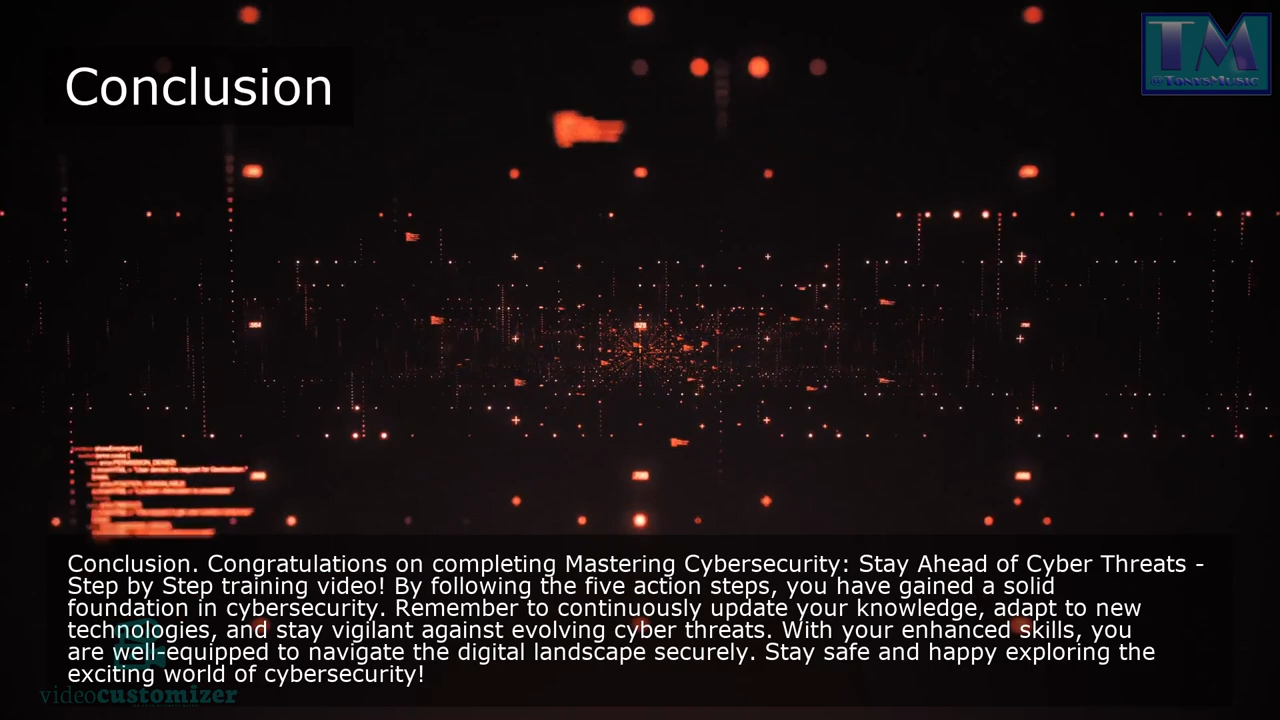 TM
@TonysMusic
Conclusion
Conclusion. Congratulations on completing Mastering Cybersecurity: Stay Ahead of Cyber Threats -
Step by Step training video! By following the five action steps, you have gained a solid
foundation in cybersecurity. Remember to continuously update your knowledge, adapt to new
technologies, and stay vigilant against evolving cyber threats. With your enhanced skills, you
are well-equipped to navigate the digital landscape securely. Stay safe and happy exploring the
exciting world of cybersecurity!
videocustomizer